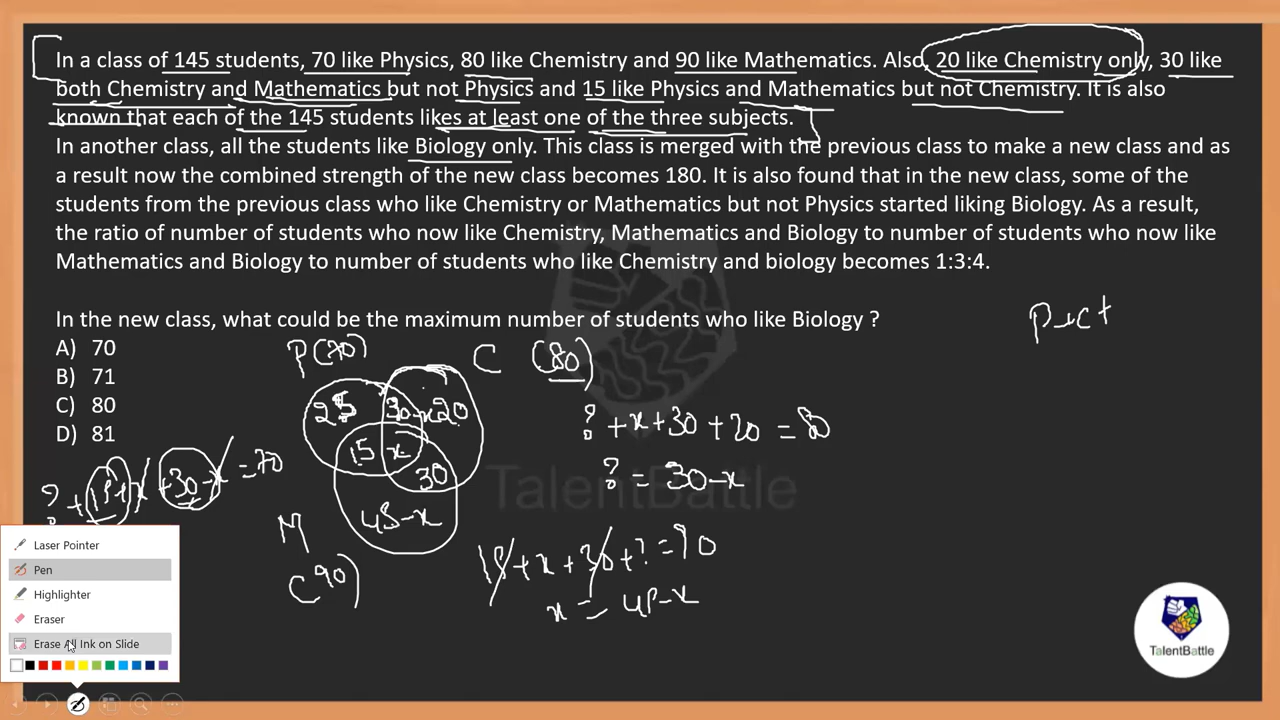 In a class of 145 students, 70 like Physics, 80 like Chemistry and 90 like Mathematics. Also, 20 like Chemistry only, 30 like
both Chemistry and Mathematics but not Physics and 15 like Physics and Mathematics but not Chemistry. It is also
known that each of the 145 students likes at least one of the three subjects.
In another class, all the students like Biology only. This class is merged with the previous class to make a new class and as
a result now the combined strength of the new class becomes 180. It is also found that in the new class, some of the
students from the previous class who like Chemistry or Mathematics but not Physics started liking Biology. As a result,
the ratio of number of students who now like Chemistry, Mathematics and Biology to number of students who now like
Mathematics and Biology to number of students who like Chemistry and biology becomes 1:3:4.
In the new class, what could be the maximum number of students who like Biology ?
A) 70
B) 71
C) 80
D) 81
P+C+
P(70)
C (80)
25 30-x 20
15 x
30
45-x
M
(90)
? + x + 30 + 20 = 80
? = 30-x
? + 15 + x + 30 - x = 70
15 + x + 30 + ? = 90
x = 45-x
Laser Pointer
Pen
Highlighter
Eraser
Erase All Ink on Slide
TalentBattle
TalentBattle